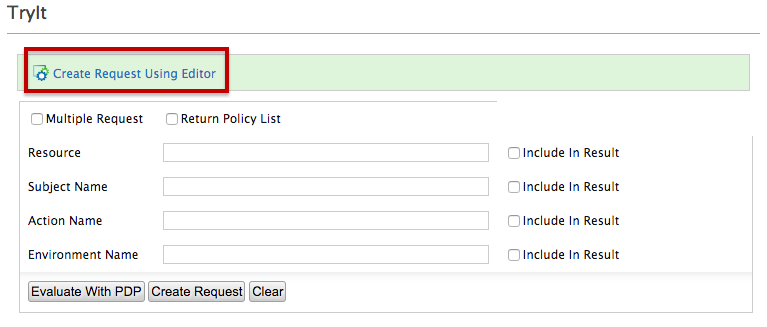 TryIt
Create Request Using Editor
Multiple Request Return Policy List
Resource Include In Result
Subject Name Include In Result
Action Name Include In Result
Environment Name Include In Result
Evaluate With PDP Create Request Clear